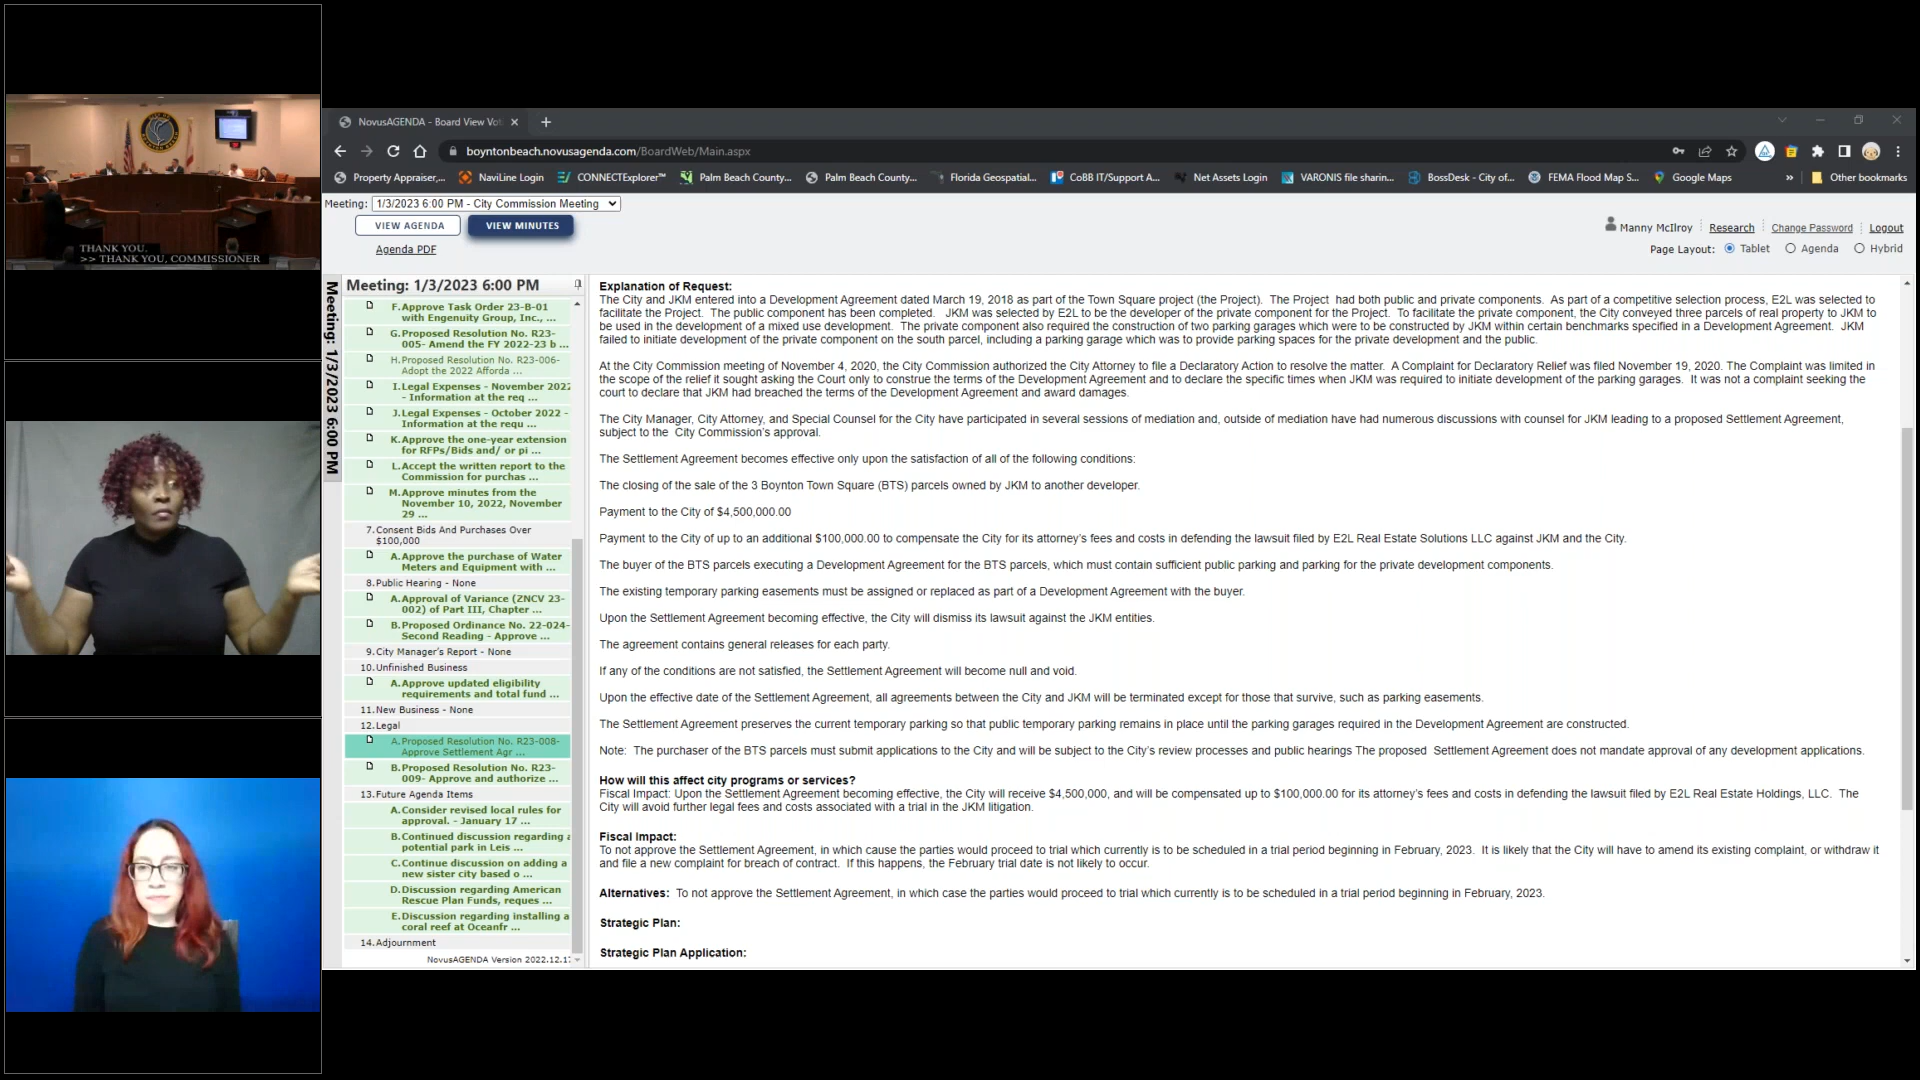 THANK YOU.
>> THANK YOU, COMMISSIONER
NovusAGENDA - Board View Vot
boyntonbeach.novusagenda.com/BoardWeb/Main.aspx
Property Appraiser,... NaviLine Login CONNECTExplorer™ Palm Beach County... Palm Beach County... Florida Geospatial... CoBB IT/Support A... Net Assets Login VARONIS file sharin... BossDesk - City of... FEMA Flood Map S... Google Maps » Other bookmarks
Meeting: 1/3/2023 6:00 PM - City Commission Meeting
VIEW AGENDA VIEW MINUTES
Agenda PDF
Manny McIlroy Research Change Password Logout
Page Layout: Tablet Agenda Hybrid
Meeting: 1/3/2023 6:00 PM
Meeting: 1/3/2023 6:00 PM
F. Approve Task Order 23-B-01
with Engenuity Group, Inc., ...
G. Proposed Resolution No. R23-
005- Amend the FY 2022-23 b ...
H. Proposed Resolution No. R23-006-
Adopt the 2022 Afforda ...
I. Legal Expenses - November 2022
- Information at the req ...
J. Legal Expenses - October 2022 -
Information at the requ ...
K. Approve the one-year extension
for RFPs/Bids and/ or pi ...
L. Accept the written report to the
Commission for purchas ...
M. Approve minutes from the
November 10, 2022, November
29 ...
7. Consent Bids And Purchases Over
$100,000
A. Approve the purchase of Water
Meters and Equipment with ...
8. Public Hearing - None
A. Approval of Variance (ZNCV 23-
002) of Part III, Chapter ...
B. Proposed Ordinance No. 22-024-
Second Reading - Approve ...
9. City Manager's Report - None
10. Unfinished Business
A. Approve updated eligibility
requirements and total fund ...
11. New Business - None
12. Legal
A. Proposed Resolution No. R23-008-
Approve Settlement Agr ...
B. Proposed Resolution No. R23-
009- Approve and authorize ...
13. Future Agenda Items
A. Consider revised local rules for
approval. - January 17 ...
B. Continued discussion regarding a
potential park in Leis ...
C. Continue discussion on adding a
new sister city based o ...
D. Discussion regarding American
Rescue Plan Funds, reques ...
E. Discussion regarding installing a
coral reef at Oceanfr ...
14. Adjournment
NovusAGENDA Version 2022.12.17
Explanation of Request:
The City and JKM entered into a Development Agreement dated March 19, 2018 as part of the Town Square project (the Project). The Project had both public and private components. As part of a competitive selection process, E2L was selected to
facilitate the Project. The public component has been completed. JKM was selected by E2L to be the developer of the private component for the Project. To facilitate the private component, the City conveyed three parcels of real property to JKM to
be used in the development of a mixed use development. The private component also required the construction of two parking garages which were to be constructed by JKM within certain benchmarks specified in a Development Agreement. JKM
failed to initiate development of the private component on the south parcel, including a parking garage which was to provide parking spaces for the private development and the public.
At the City Commission meeting of November 4, 2020, the City Commission authorized the City Attorney to file a Declaratory Action to resolve the matter. A Complaint for Declaratory Relief was filed November 19, 2020. The Complaint was limited in
the scope of the relief it sought asking the Court only to construe the terms of the Development Agreement and to declare the specific times when JKM was required to initiate development of the parking garages. It was not a complaint seeking the
court to declare that JKM had breached the terms of the Development Agreement and award damages.
The City Manager, City Attorney, and Special Counsel for the City have participated in several sessions of mediation and, outside of mediation have had numerous discussions with counsel for JKM leading to a proposed Settlement Agreement,
subject to the City Commission's approval.
The Settlement Agreement becomes effective only upon the satisfaction of all of the following conditions:
The closing of the sale of the 3 Boynton Town Square (BTS) parcels owned by JKM to another developer.
Payment to the City of $4,500,000.00
Payment to the City of up to an additional $100,000.00 to compensate the City for its attorney's fees and costs in defending the lawsuit filed by E2L Real Estate Solutions LLC against JKM and the City.
The buyer of the BTS parcels executing a Development Agreement for the BTS parcels, which must contain sufficient public parking and parking for the private development components.
The existing temporary parking easements must be assigned or replaced as part of a Development Agreement with the buyer.
Upon the Settlement Agreement becoming effective, the City will dismiss its lawsuit against the JKM entities.
The agreement contains general releases for each party.
If any of the conditions are not satisfied, the Settlement Agreement will become null and void.
Upon the effective date of the Settlement Agreement, all agreements between the City and JKM will be terminated except for those that survive, such as parking easements.
The Settlement Agreement preserves the current temporary parking so that public temporary parking remains in place until the parking garages required in the Development Agreement are constructed.
Note: The purchaser of the BTS parcels must submit applications to the City and will be subject to the City's review processes and public hearings The proposed Settlement Agreement does not mandate approval of any development applications.
How will this affect city programs or services?
Fiscal Impact: Upon the Settlement Agreement becoming effective, the City will receive $4,500,000, and will be compensated up to $100,000.00 for its attorney's fees and costs in defending the lawsuit filed by E2L Real Estate Holdings, LLC. The
City will avoid further legal fees and costs associated with a trial in the JKM litigation.
Fiscal Impact:
To not approve the Settlement Agreement, in which cause the parties would proceed to trial which currently is to be scheduled in a trial period beginning in February, 2023. It is likely that the City will have to amend its existing complaint, or withdraw it
and file a new complaint for breach of contract. If this happens, the February trial date is not likely to occur.
Alternatives: To not approve the Settlement Agreement, in which case the parties would proceed to trial which currently is to be scheduled in a trial period beginning in February, 2023.
Strategic Plan:
Strategic Plan Application: